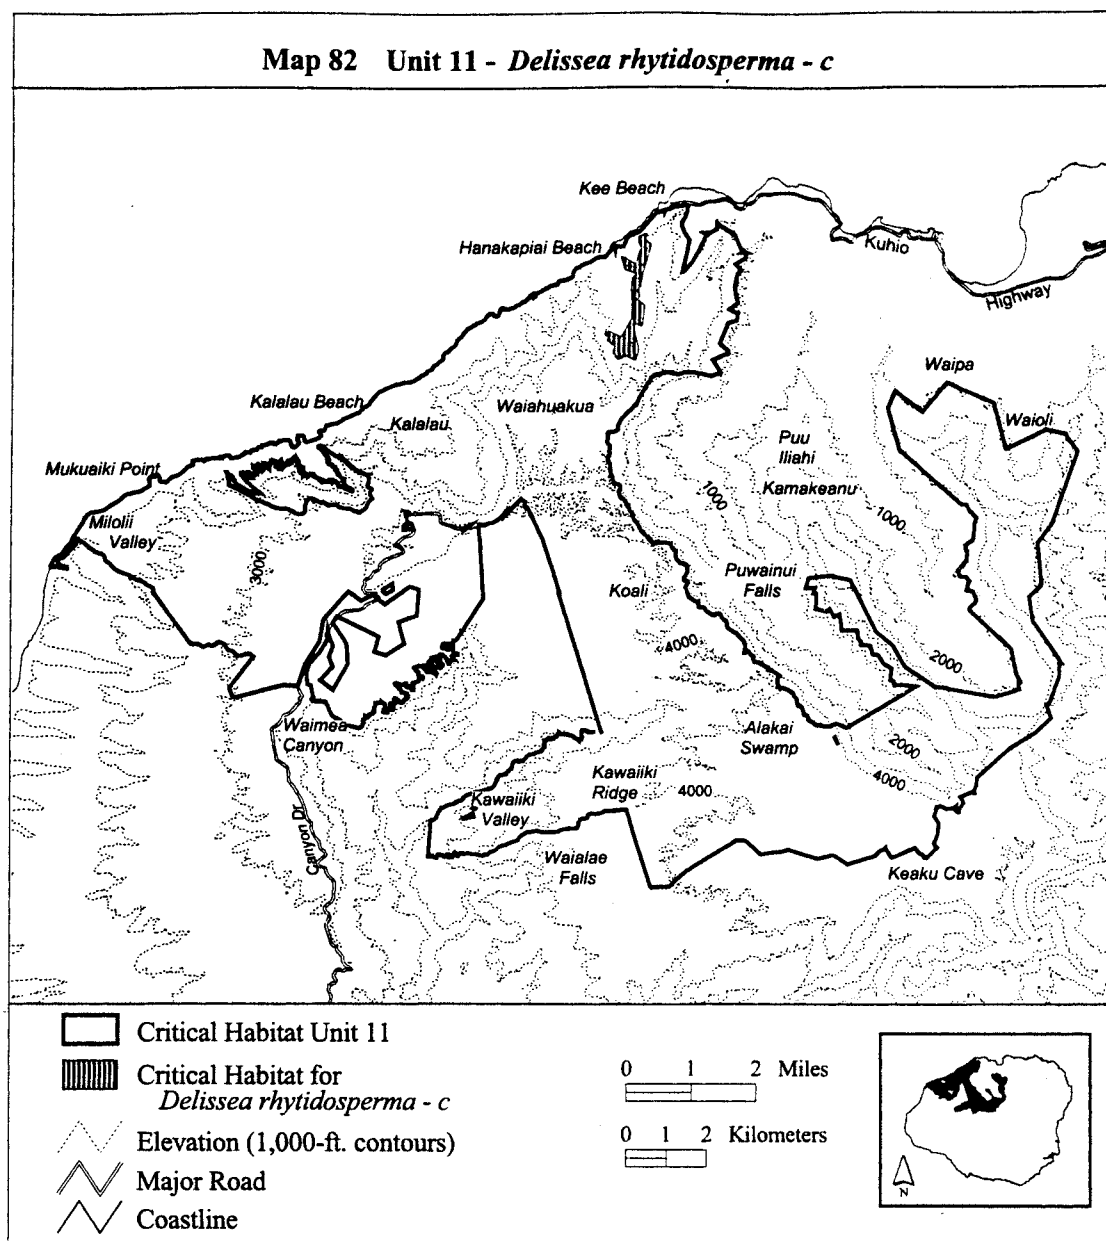 Map 82 Unit 11 - Delissea rhytidosperma - c
Kee Beach
Hanakapiai Beach
Kuhio
Highway
Waipa
Kalalau Beach
Waiahuakua
Kalalau
Waioli
Puu
Iliahi
Mukuaiki Point
Kamakeanu
1000
1000
Milolii
Valley
3000
Puwainui
Falls
Koali
4000
2000
Waimea
Canyon
Alakai
Swamp
2000
4000
Kawaiiki
Ridge
4000
Kawaiiki
Valley
Canyon Dr
Waialae
Falls
Keaku Cave
Critical Habitat Unit 11
Critical Habitat for
Delissea rhytidosperma - c
Elevation (1,000-ft. contours)
Major Road
Coastline
0 1 2 Miles
0 1 2 Kilometers
N